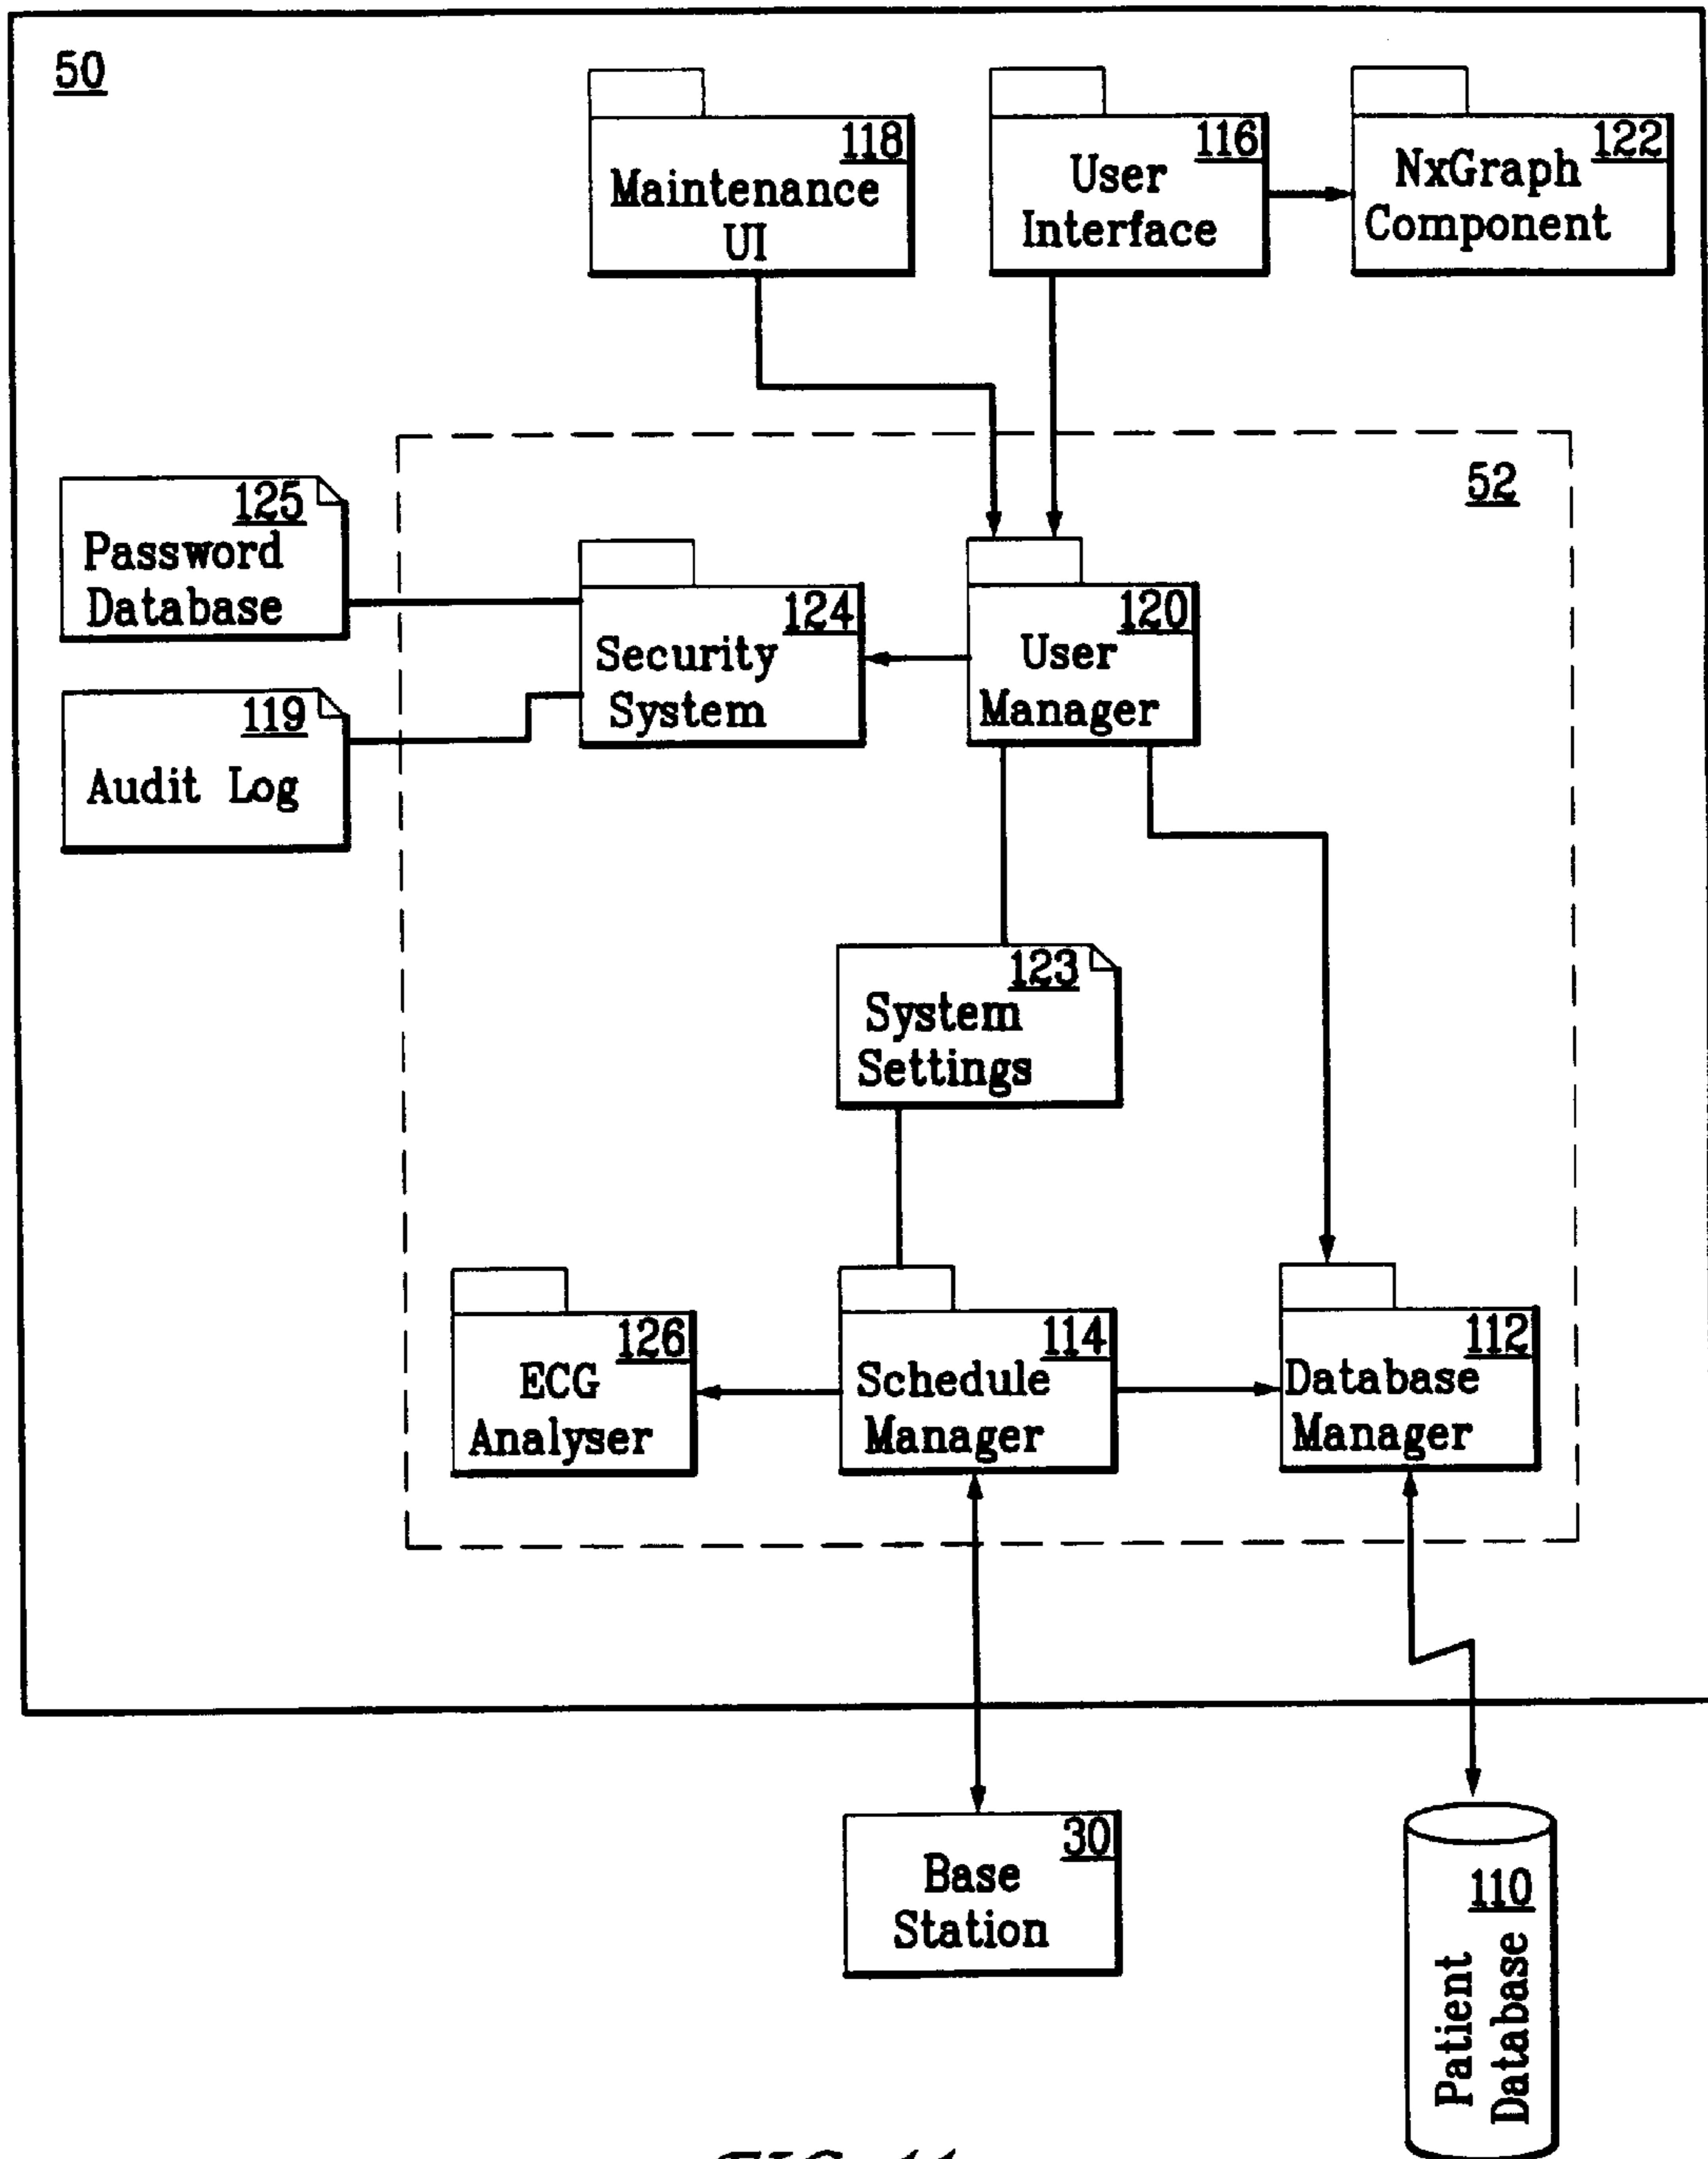 50
118
Maintenance
UI
116
User
Interface
122
NxGraph
Component
52
125
Password
Database
119
Audit Log
124
Security
System
120
User
Manager
123
System
Settings
126
ECG
Analyser
114
Schedule
Manager
112
Database
Manager
30
Base
Station
110
Patient
Database